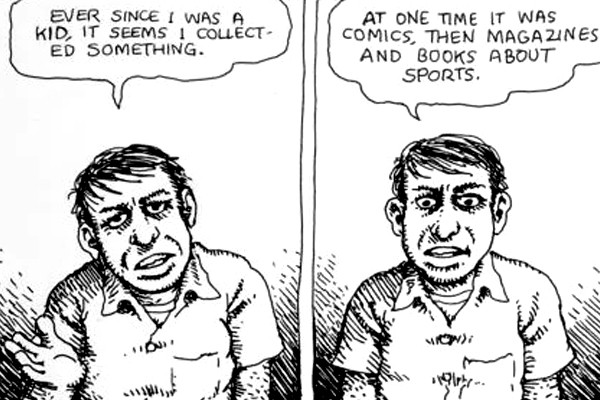 EVER SINCE I WAS A
KID, IT SEEMS I COLLECT-
ED SOMETHING.
AT ONE TIME IT WAS
COMICS, THEN MAGAZINES
AND BOOKS ABOUT
SPORTS.